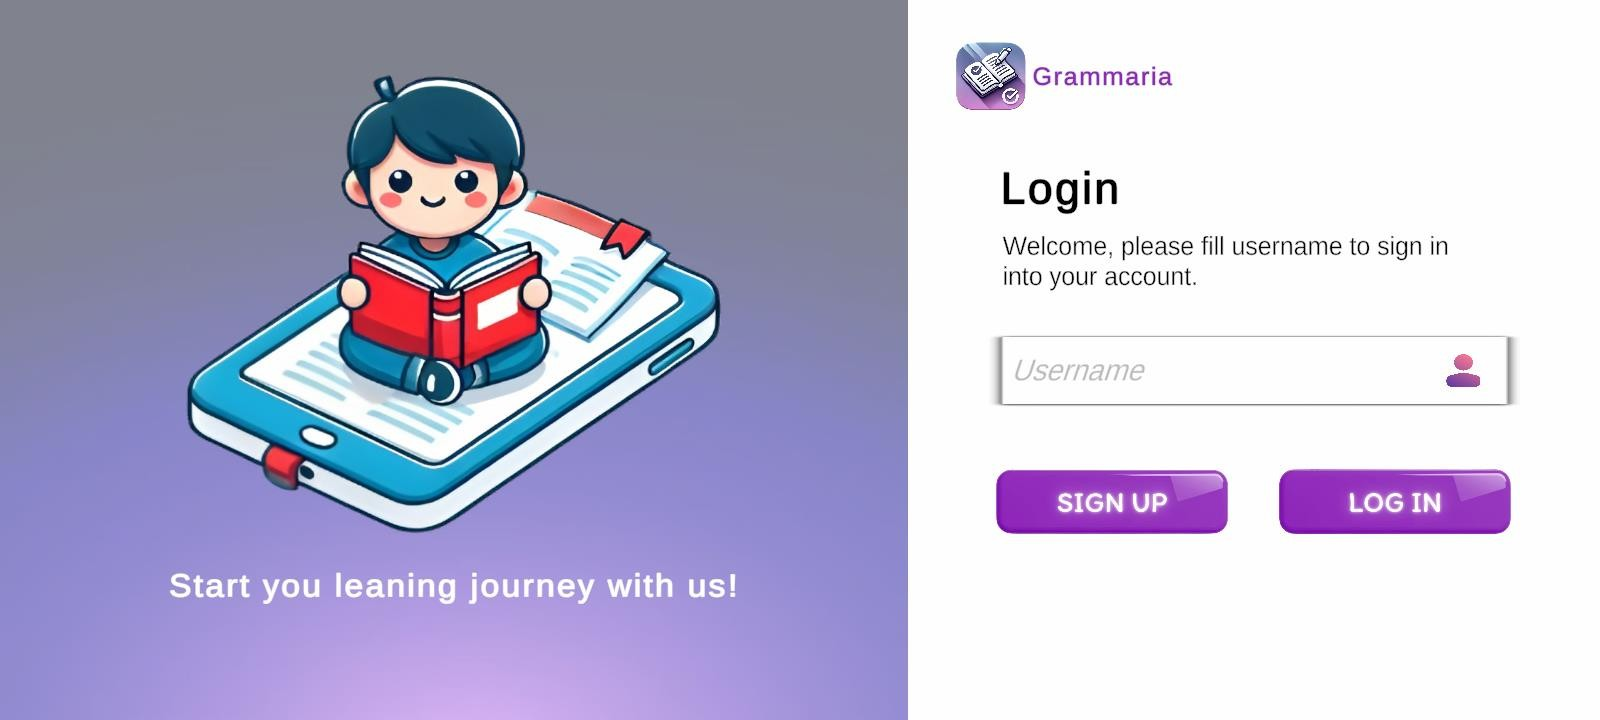 Start you leaning journey with us!
Grammaria
Login
Welcome, please fill username to sign in
into your account.
Username
SIGN UP
LOG IN